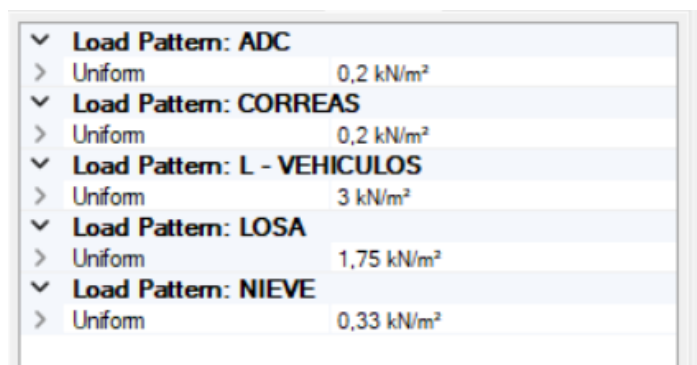 Load Pattern: ADC
Uniform 0,2 kN/m²
Load Pattern: CORREAS
Uniform 0,2 kN/m²
Load Pattern: L - VEHICULOS
Uniform 3 kN/m²
Load Pattern: LOSA
Uniform 1,75 kN/m²
Load Pattern: NIEVE
Uniform 0,33 kN/m²